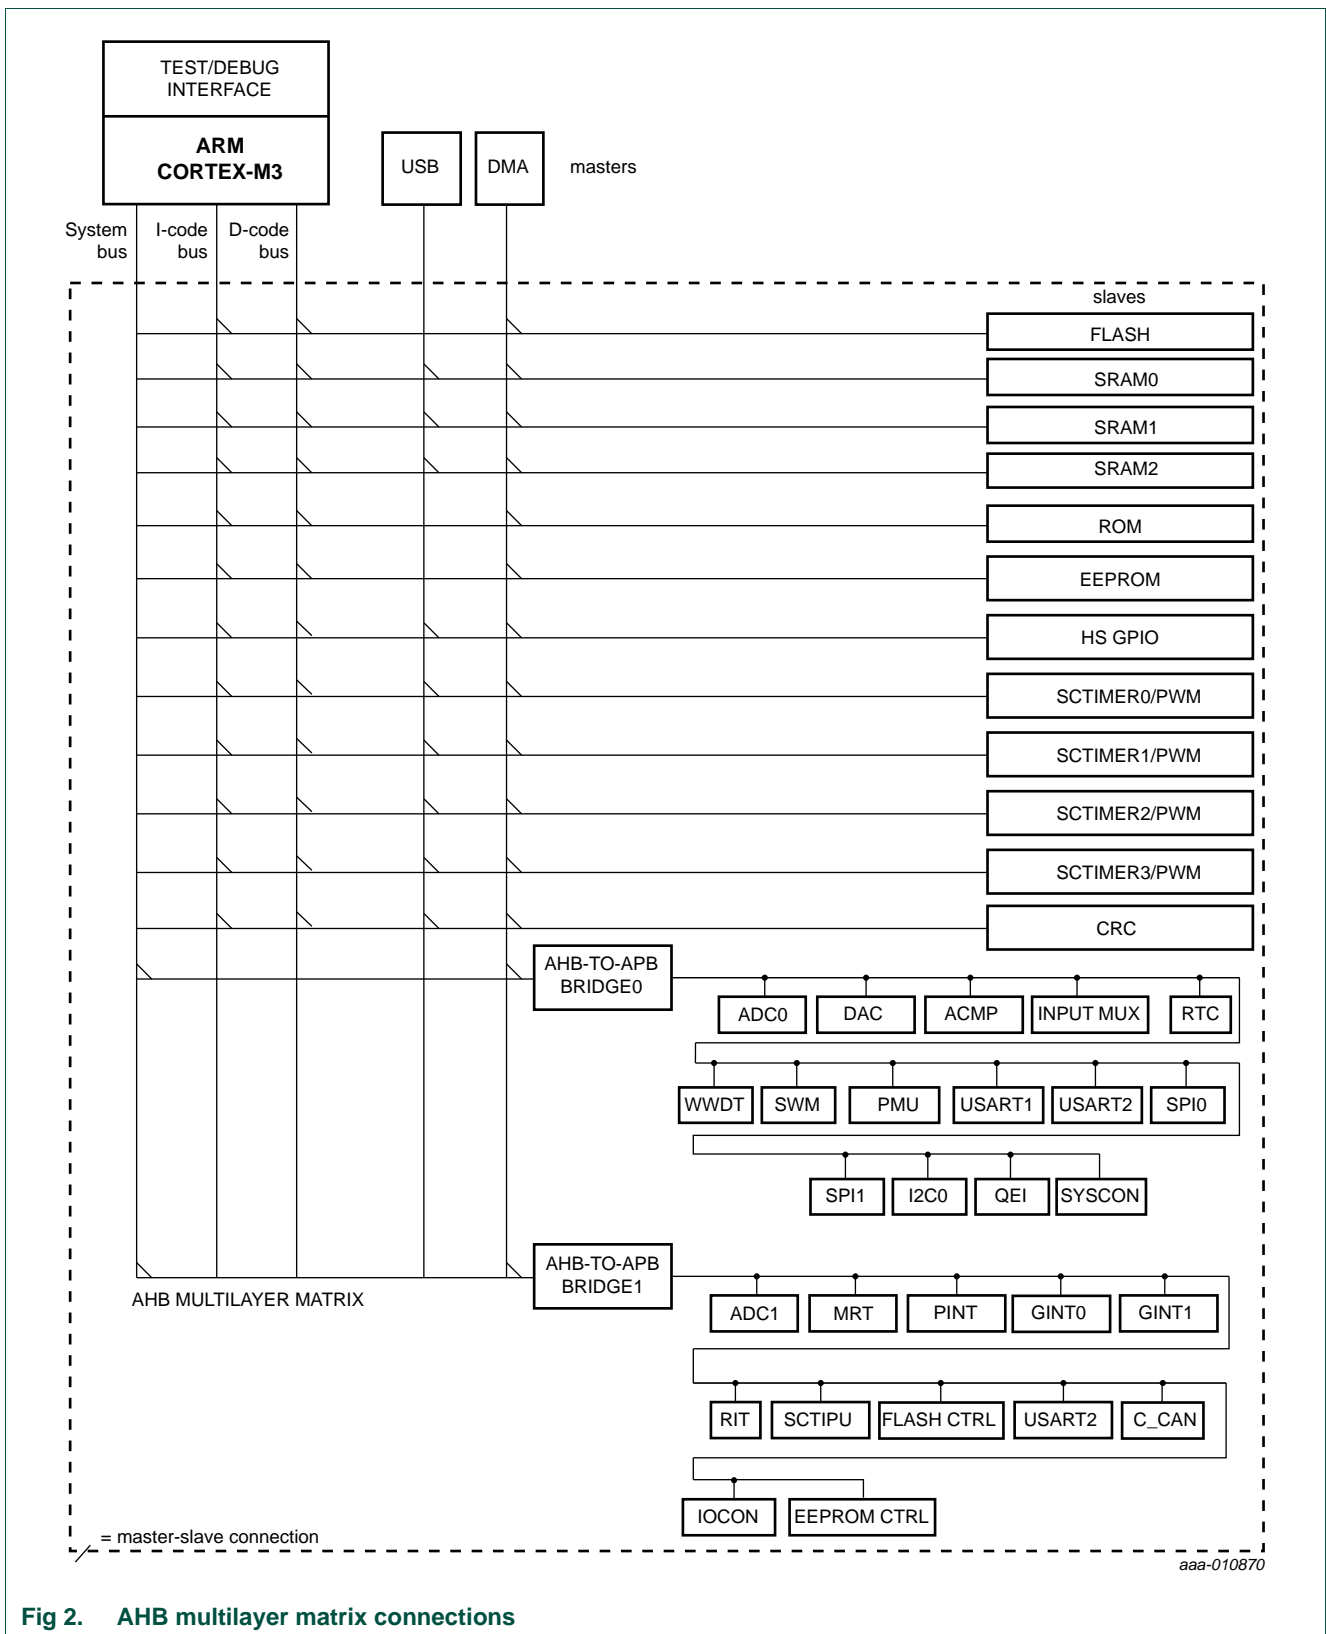 TEST/DEBUG
INTERFACE
ARM
CORTEX-M3
USB
DMA
masters
System
bus
I-code
bus
D-code
bus
slaves
FLASH
SRAM0
SRAM1
SRAM2
ROM
EEPROM
HS GPIO
SCTIMER0/PWM
SCTIMER1/PWM
SCTIMER2/PWM
SCTIMER3/PWM
CRC
AHB-TO-APB
BRIDGE0
ADC0
DAC
ACMP
INPUT MUX
RTC
WWDT
SWM
PMU
USART1
USART2
SPI0
SPI1
I2C0
QEI
SYSCON
AHB-TO-APB
BRIDGE1
AHB MULTILAYER MATRIX
ADC1
MRT
PINT
GINT0
GINT1
RIT
SCTIPU
FLASH CTRL
USART2
C_CAN
IOCON
EEPROM CTRL
= master-slave connection
aaa-010870
Fig 2. AHB multilayer matrix connections